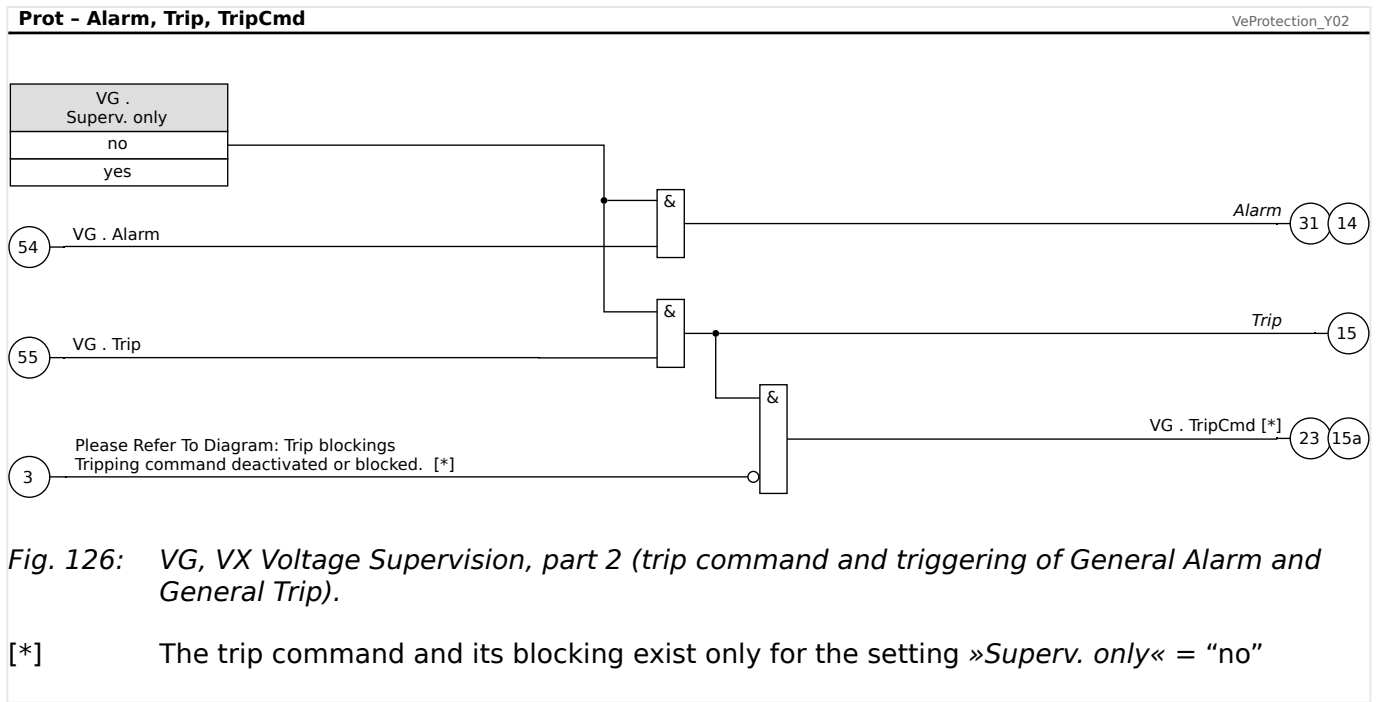 Prot – Alarm, Trip, TripCmd
VeProtection_Y02
VG .
Superv. only
no
yes
&
Alarm
31 14
54
VG . Alarm
&
Trip
15
55
VG . Trip
&
VG . TripCmd [*]
23 15a
Please Refer To Diagram: Trip blockings
Tripping command deactivated or blocked. [*]
3
Fig. 126: VG, VX Voltage Supervision, part 2 (trip command and triggering of General Alarm and
General Trip).
[*] The trip command and its blocking exist only for the setting »Superv. only« = “no”